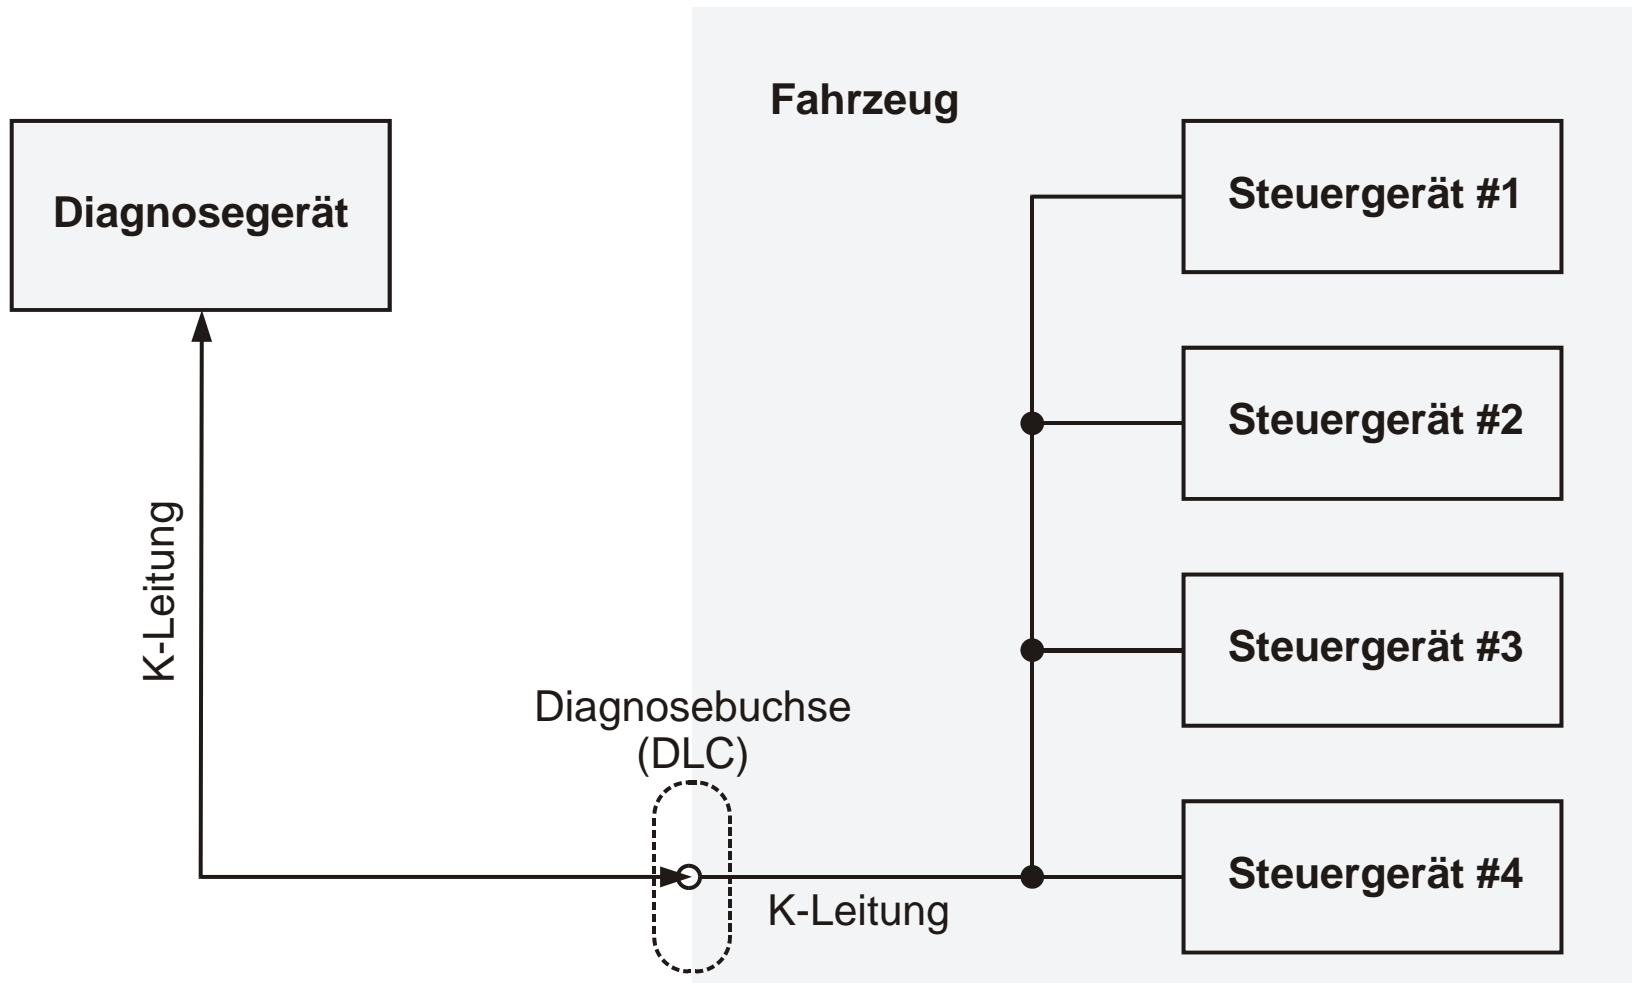 Fahrzeug
Diagnosegerät
Steuergerät #1
Steuergerät #2
K-Leitung
Steuergerät #3
Diagnosebuchse
(DLC)
Steuergerät #4
K-Leitung